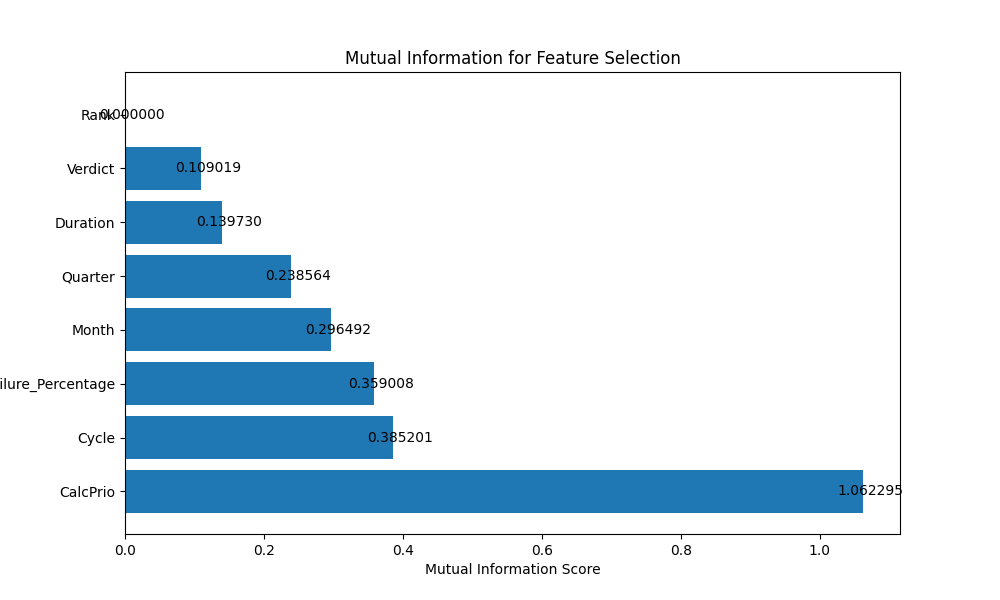 Mutual Information for Feature Selection
Rank 0.000000
Verdict 0.109019
Duration 0.139730
Quarter 0.238564
Month 0.296492
ilure_Percentage 0.359008
Cycle 0.385201
CalcPrio 1.062295
0.0 0.2 0.4 0.6 0.8 1.0
Mutual Information Score